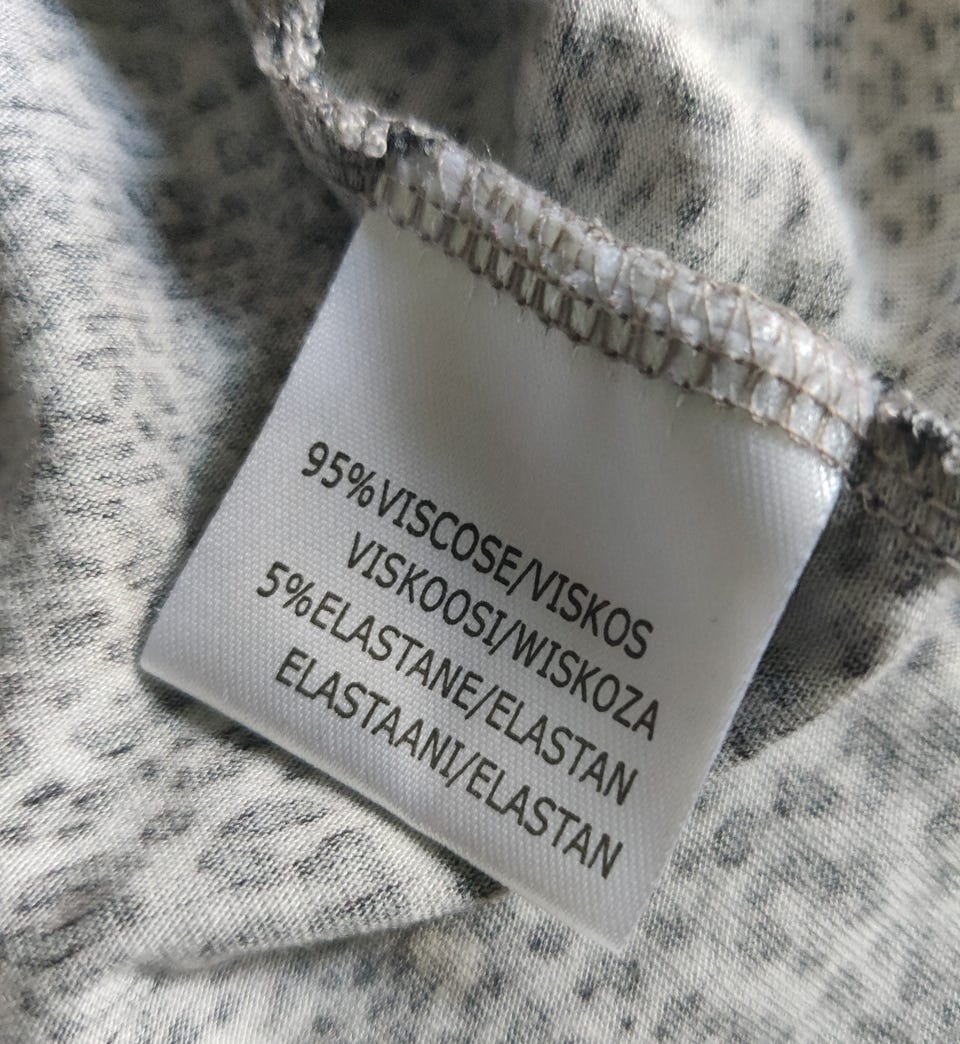 95%VISCOSE/VISKOS
VISKOOSI/WISKOZA
5%ELASTANE/ELASTAN
ELASTAANI/ELASTAN